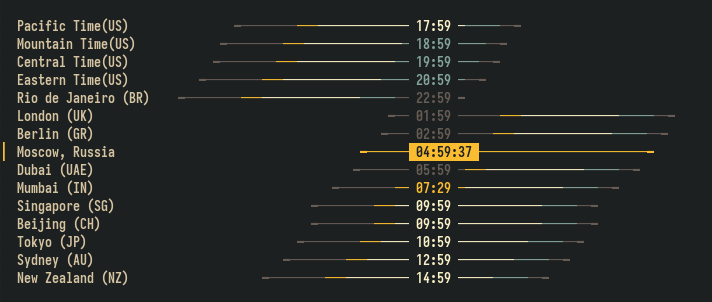 Pacific Time(US) 17:59
Mountain Time(US) 18:59
Central Time(US) 19:59
Eastern Time(US) 20:59
Rio de Janeiro (BR) 22:59
London (UK) 01:59
Berlin (GR) 02:59
Moscow, Russia 04:59:37
Dubai (UAE) 05:59
Mumbai (IN) 07:29
Singapore (SG) 09:59
Beijing (CH) 09:59
Tokyo (JP) 10:59
Sydney (AU) 12:59
New Zealand (NZ) 14:59